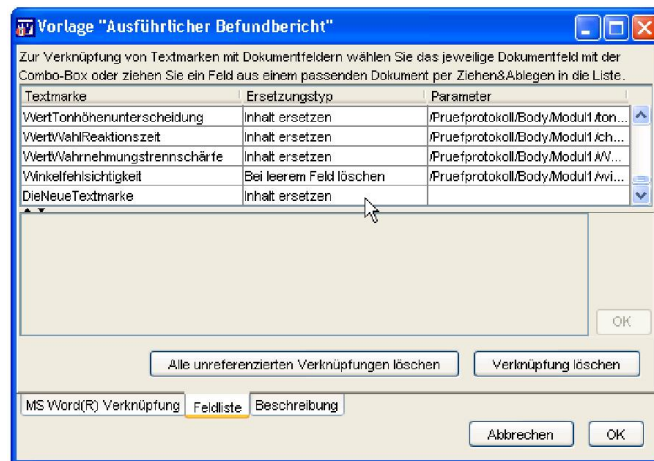 Vorlage "Ausführlicher Befundbericht"
Zur Verknüpfung von Textmarken mit Dokumentfeldern wählen Sie das jeweilige Dokumentfeld mit der
Combo-Box oder ziehen Sie ein Feld aus einem passenden Dokument per Ziehen&Ablegen in die Liste.
Textmarke Ersetzungstyp Parameter
WertTonhöhenunterscheidung Inhalt ersetzen /Pruefprotokoll/Body/Modul1/ton...
WertWahlReaktionszeit Inhalt ersetzen /Pruefprotokoll/Body/Modul1/ch...
WertWahrnehmungstrennschärfe Inhalt ersetzen /Pruefprotokoll/Body/Modul1/W...
Winkelfehlsichtigkeit Bei leerem Feld löschen /Pruefprotokoll/Body/Modul1/wi...
DieNeueTextmarke Inhalt ersetzen
OK
Alle unreferenzierten Verknüpfungen löschen Verknüpfung löschen
MS Word(R) Verknüpfung Feldliste Beschreibung
Abbrechen OK